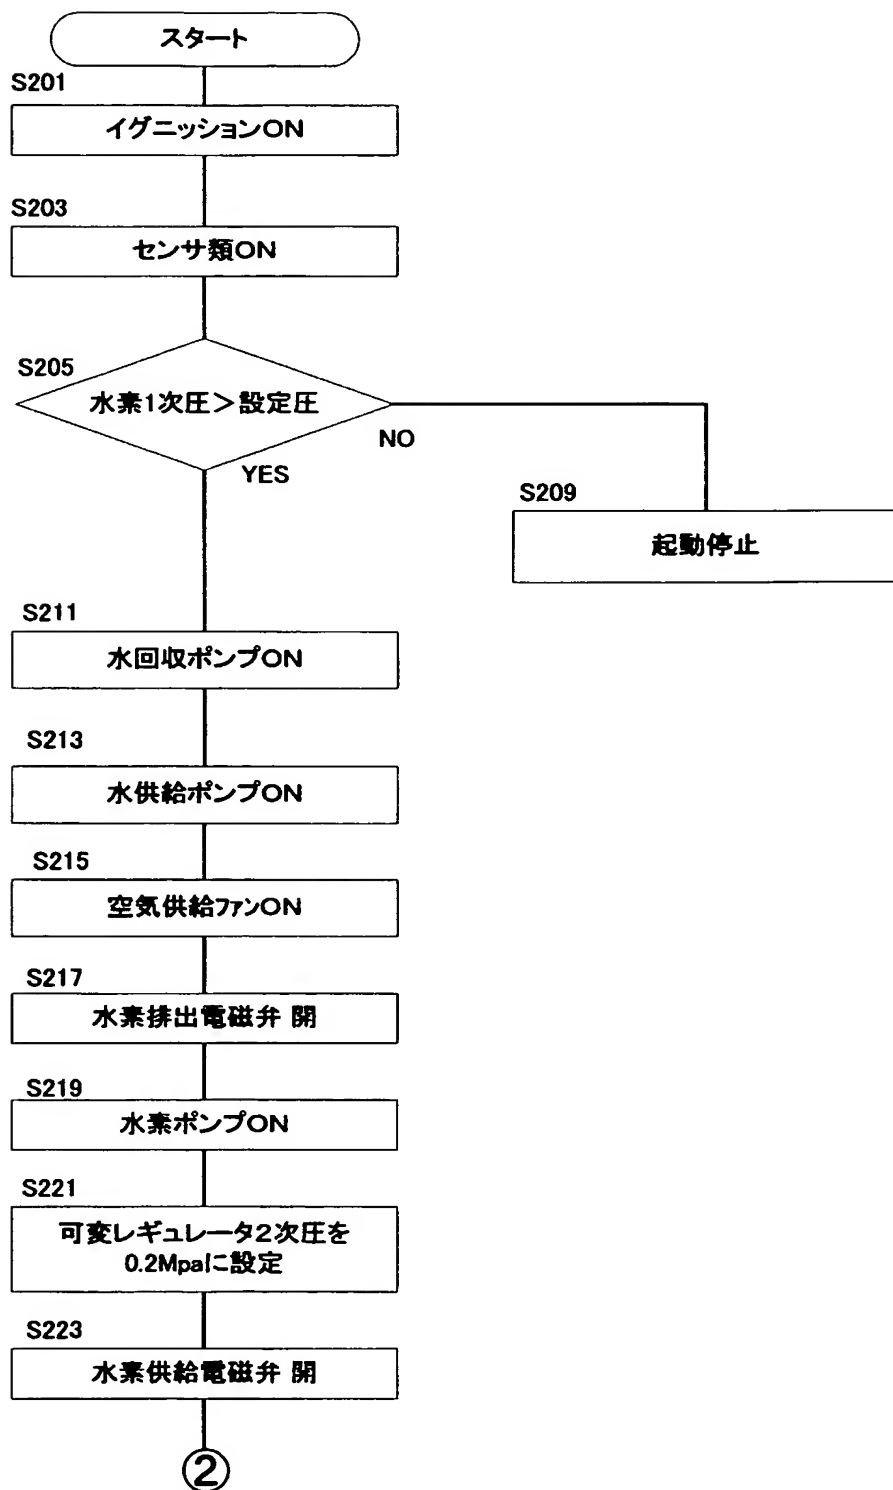 スタート
S201
イグニッションON
S203
センサ類ON
S205
水素1次圧＞設定圧
NO
YES
S209
起動停止
S211
水回収ポンプON
S213
水供給ポンプON
S215
空気供給ファンON
S217
水素排出電磁弁 開
S219
水素ポンプON
S221
可変レギュレータ2次圧を
0.2Mpaに設定
S223
水素供給電磁弁 開
②